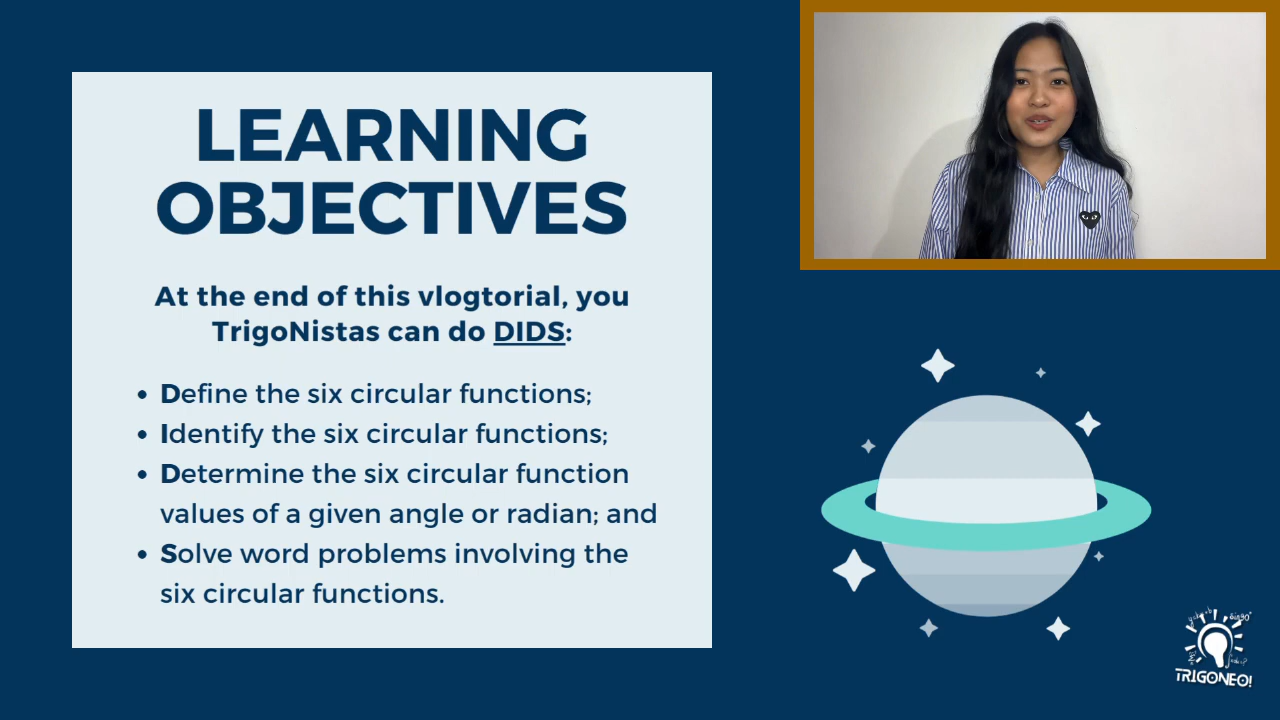 LEARNING
OBJECTIVES
At the end of this vlogtorial, you
TrigoNistas can do DIDS:
• Define the six circular functions;
• Identify the six circular functions;
• Determine the six circular function
values of a given angle or radian; and
• Solve word problems involving the
six circular functions.
TRIGONEO!